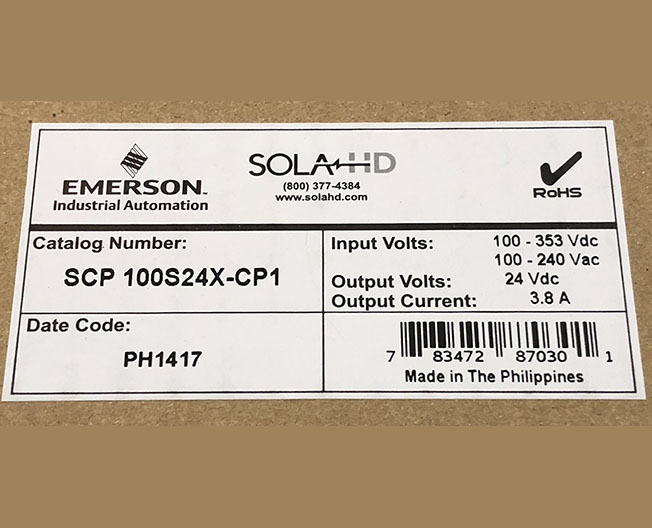 EMERSON™
Industrial Automation
SOLA HD
(800) 377-4384
www.solahd.com
RoHS
Catalog Number:
SCP 100S24X-CP1
Input Volts: 100 - 353 Vdc
100 - 240 Vac
Output Volts: 24 Vdc
Output Current: 3.8 A
Date Code:
PH1417
7 83472 87030 1
Made in The Philippines